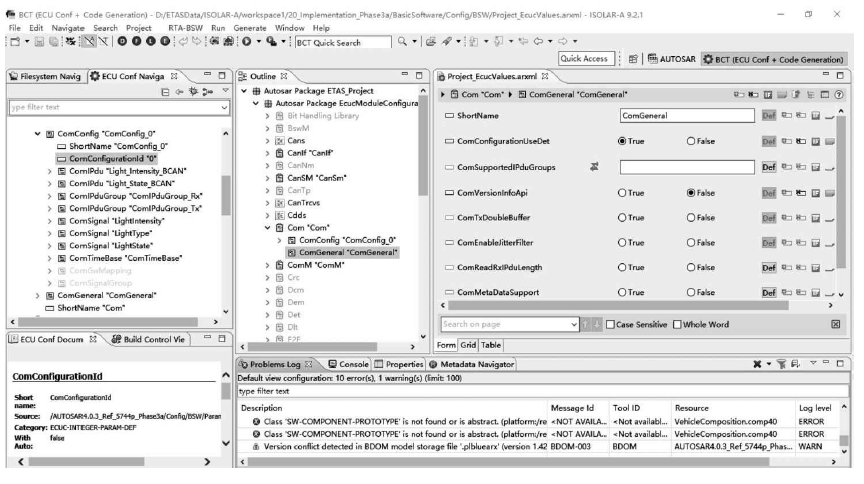 BCT (ECU Conf + Code Generation) - D:/ETASData/ISOLAR-A/workspace1/20_Implementation_Phase3a/BasicSoftware/Config/BSW/Project_EcucValues.arxml - ISOLAR-A 9.2.1
File Edit Navigate Search Project RTA-BSW Run Generate Window Help
BCT Quick Search
Quick Access AUTOSAR BCT (ECU Conf + Code Generation)
Filesystem Navig ECU Conf Naviga
type filter text
ComConfig "ComConfig_0"
ShortName "ComConfig_0"
ComConfigurationId "0"
ComIPdu "Light_Intensity_BCAN"
ComIPdu "Light_State_BCAN"
ComIPduGroup "ComIPduGroup_Rx"
ComIPduGroup "ComIPduGroup_Tx"
ComSignal "LightIntensity"
ComSignal "LightType"
ComSignal "LightState"
ComTimeBase "ComTimeBase"
ComGwMapping
ComSignalGroup
ComGeneral "ComGeneral"
ShortName "Com"
ECU Conf Docum Build Control Vie
ComConfigurationId
Short name: ComConfigurationId
Source: /AUTOSAR4.0.3_Ref_5744p_Phase3a/Config/BSW/Param
Category: ECUC-INTEGER-PARAM-DEF
With Auto: false
Outline
Autosar Package ETAS_Project
Autosar Package EcucModuleConfigura
Bit Handling Library
BswM
Cans
CanIf "CanIf"
CanNm
CanSM "CanSm"
CanTp
CanTrcvs
Cdds
Com "Com"
ComConfig "ComConfig_0"
ComGeneral "ComGeneral"
ComM "ComM"
Crc
Dcm
Dem
Det
Dlt
E2E
Project_EcucValues.arxml
Com "Com" ComGeneral "ComGeneral"
ShortName ComGeneral Def
ComConfigurationUseDet True False Def
ComSupportedIPduGroups Def
ComVersionInfoApi True False Def
ComTxDoubleBuffer True False Def
ComEnableJitterFilter True False Def
ComReadRxIPduLength True False Def
ComMetaDataSupport True False Def
Search on page Case Sensitive Whole Word
Form Grid Table
Problems Log Console Properties Metadata Navigator
Default view configuration: 10 error(s), 1 warning(s) (limit: 100)
type filter text
Description Message Id Tool ID Resource Log level
Class 'SW-COMPONENT-PROTOTYPE' is not found or is abstract. (platform:/re <NOT AVAILA... <Not availabl... VehicleComposition.comp40 ERROR
Class 'SW-COMPONENT-PROTOTYPE' is not found or is abstract. (platform:/re <NOT AVAILA... <Not availabl... VehicleComposition.comp40 ERROR
Version conflict detected in BDOM model storage file '.pbluearx' (version 1.42 BDOM-003 BDOM AUTOSAR4.0.3_Ref_5744p_Phas... WARN